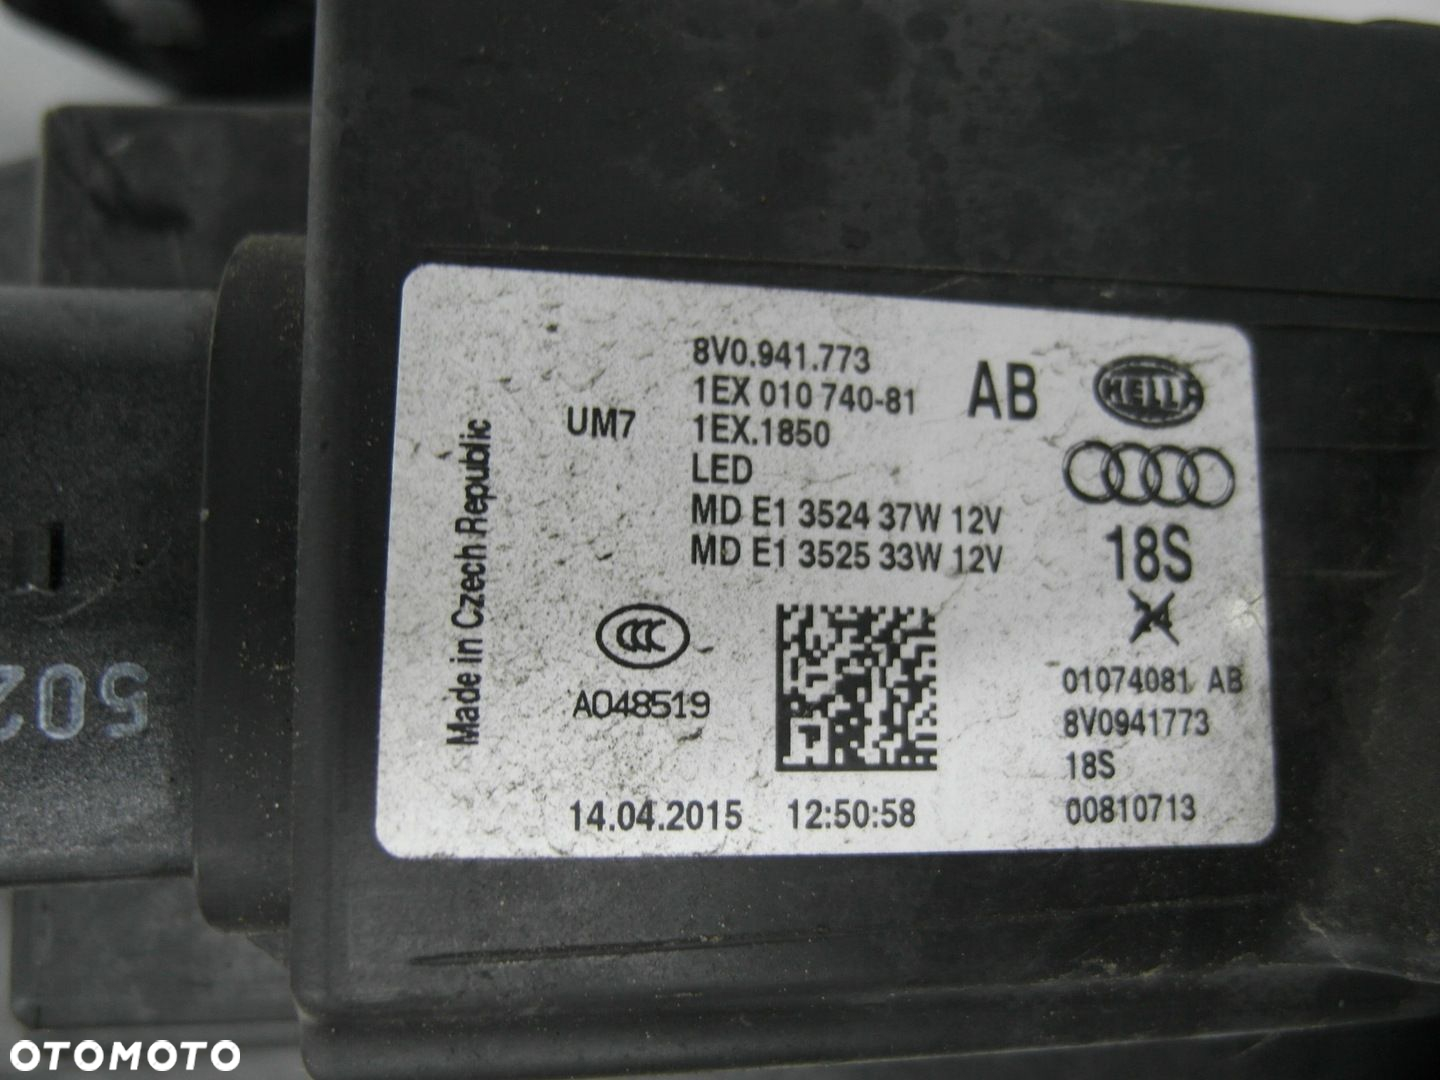 8V0.941.773
1EX 010 740-81
AB
HELLA
UM7
1EX.1850
LED
MD E1 3524 37W 12V
MD E1 3525 33W 12V
18S
Made in Czech Republic
CCC
A048519
01074081 AB
8V0941773
18S
14.04.2015 12:50:58
00810713
502
OTOMOTO